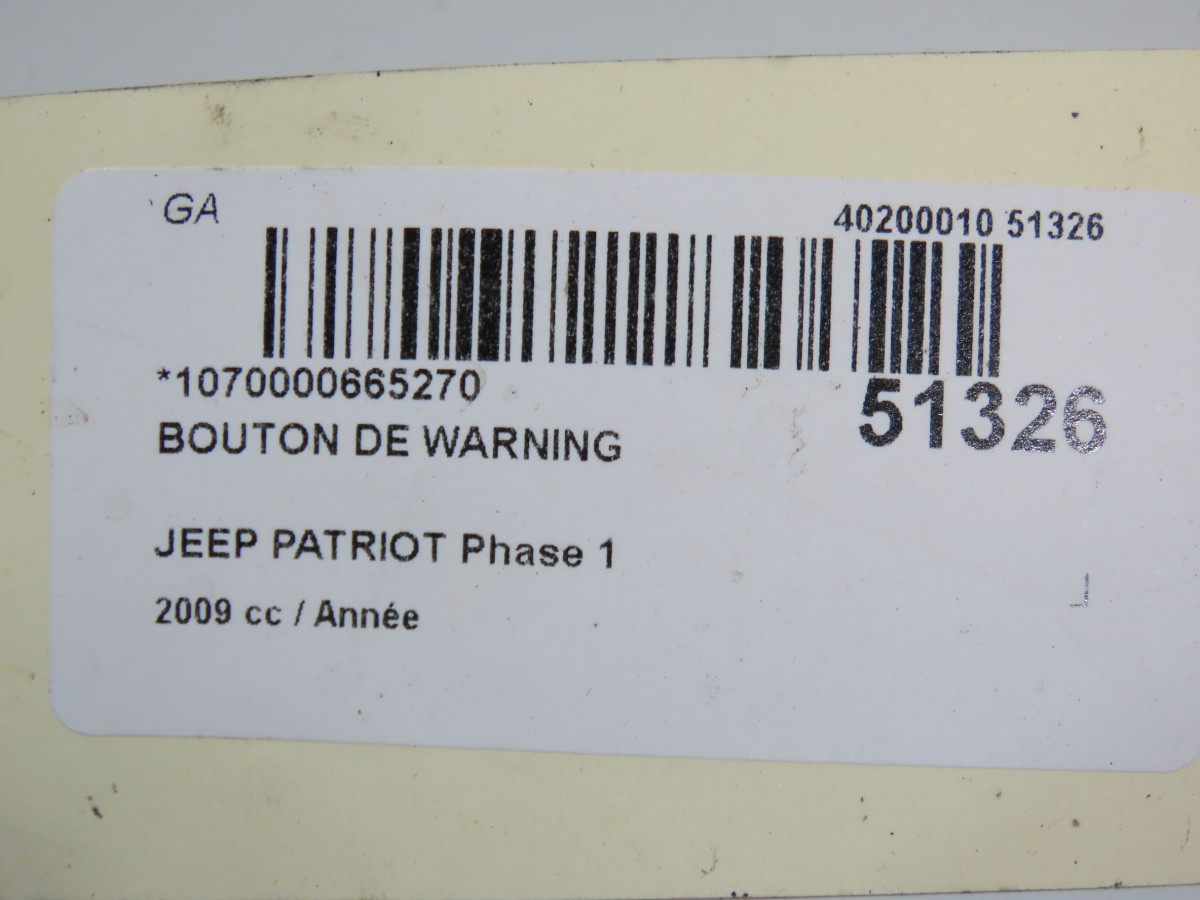 GA
40200010 51326
*1070000665270
51326
BOUTON DE WARNING
JEEP PATRIOT Phase 1
2009 cc / Année